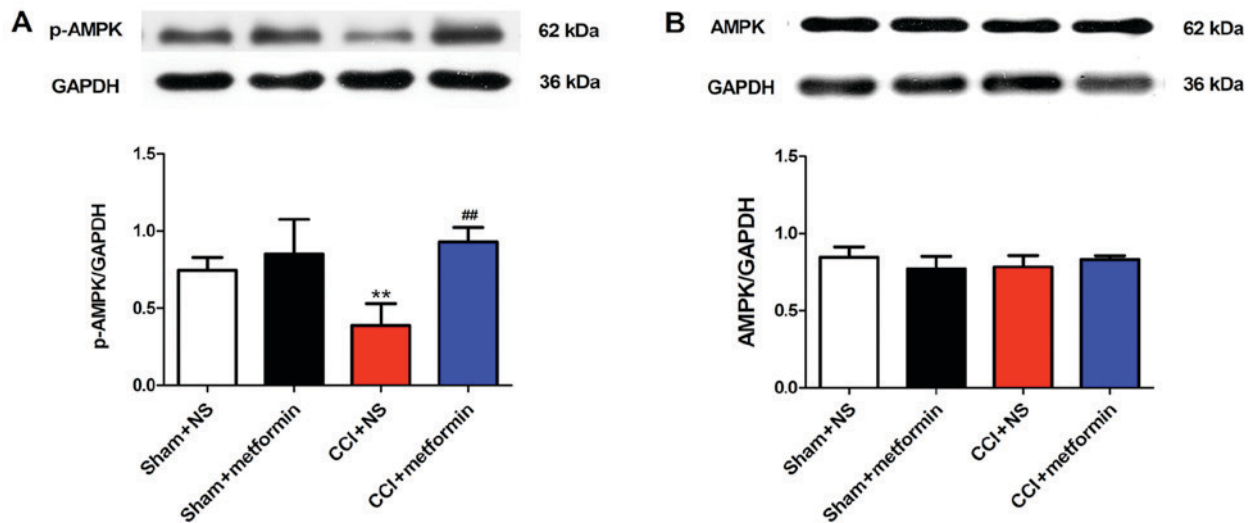 A
p-AMPK
62 kDa
GAPDH
36 kDa
p-AMPK/GAPDH
1.5
1.0
0.5
0.0
**
##
Sham+NS
Sham+metformin
CCI+NS
CCI+metformin
B
AMPK
62 kDa
GAPDH
36 kDa
AMPK/GAPDH
1.5
1.0
0.5
0.0
Sham+NS
Sham+metformin
CCI+NS
CCI+metformin